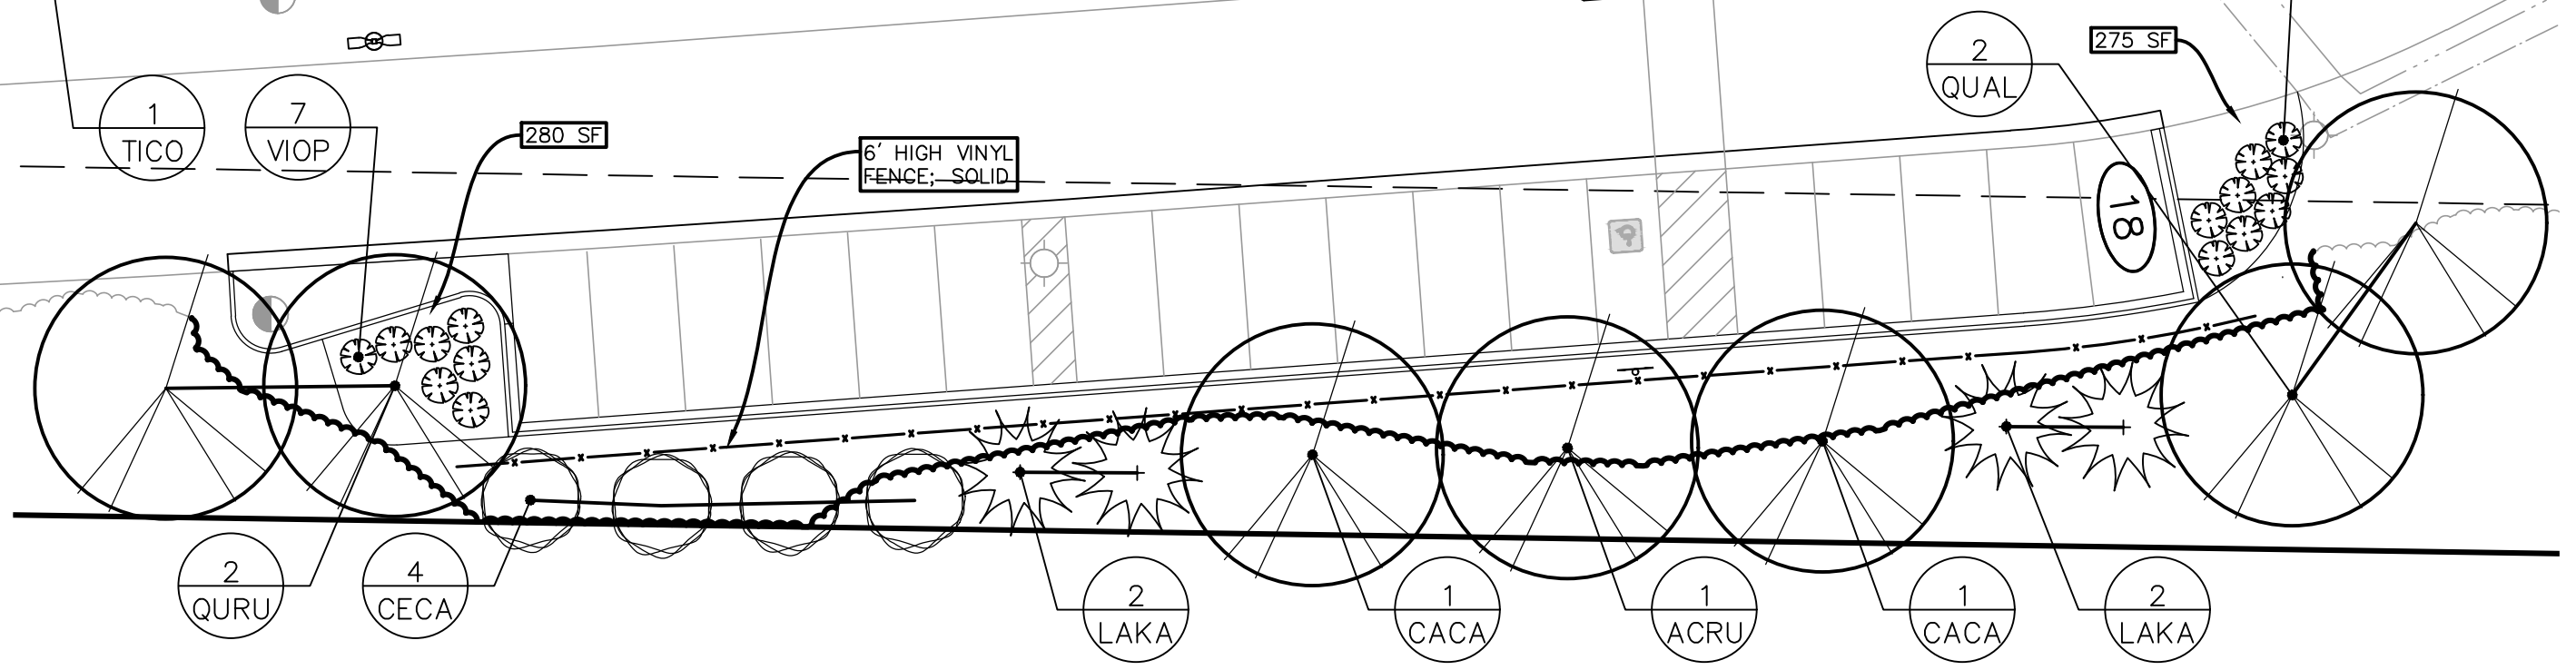 1
TICO
7
VIOP
280 SF
6' HIGH VINYL
FENCE; SOLID
2
QUAL
275 SF
18
2
QURU
4
CECA
2
LAKA
1
CACA
1
ACRU
1
CACA
2
LAKA